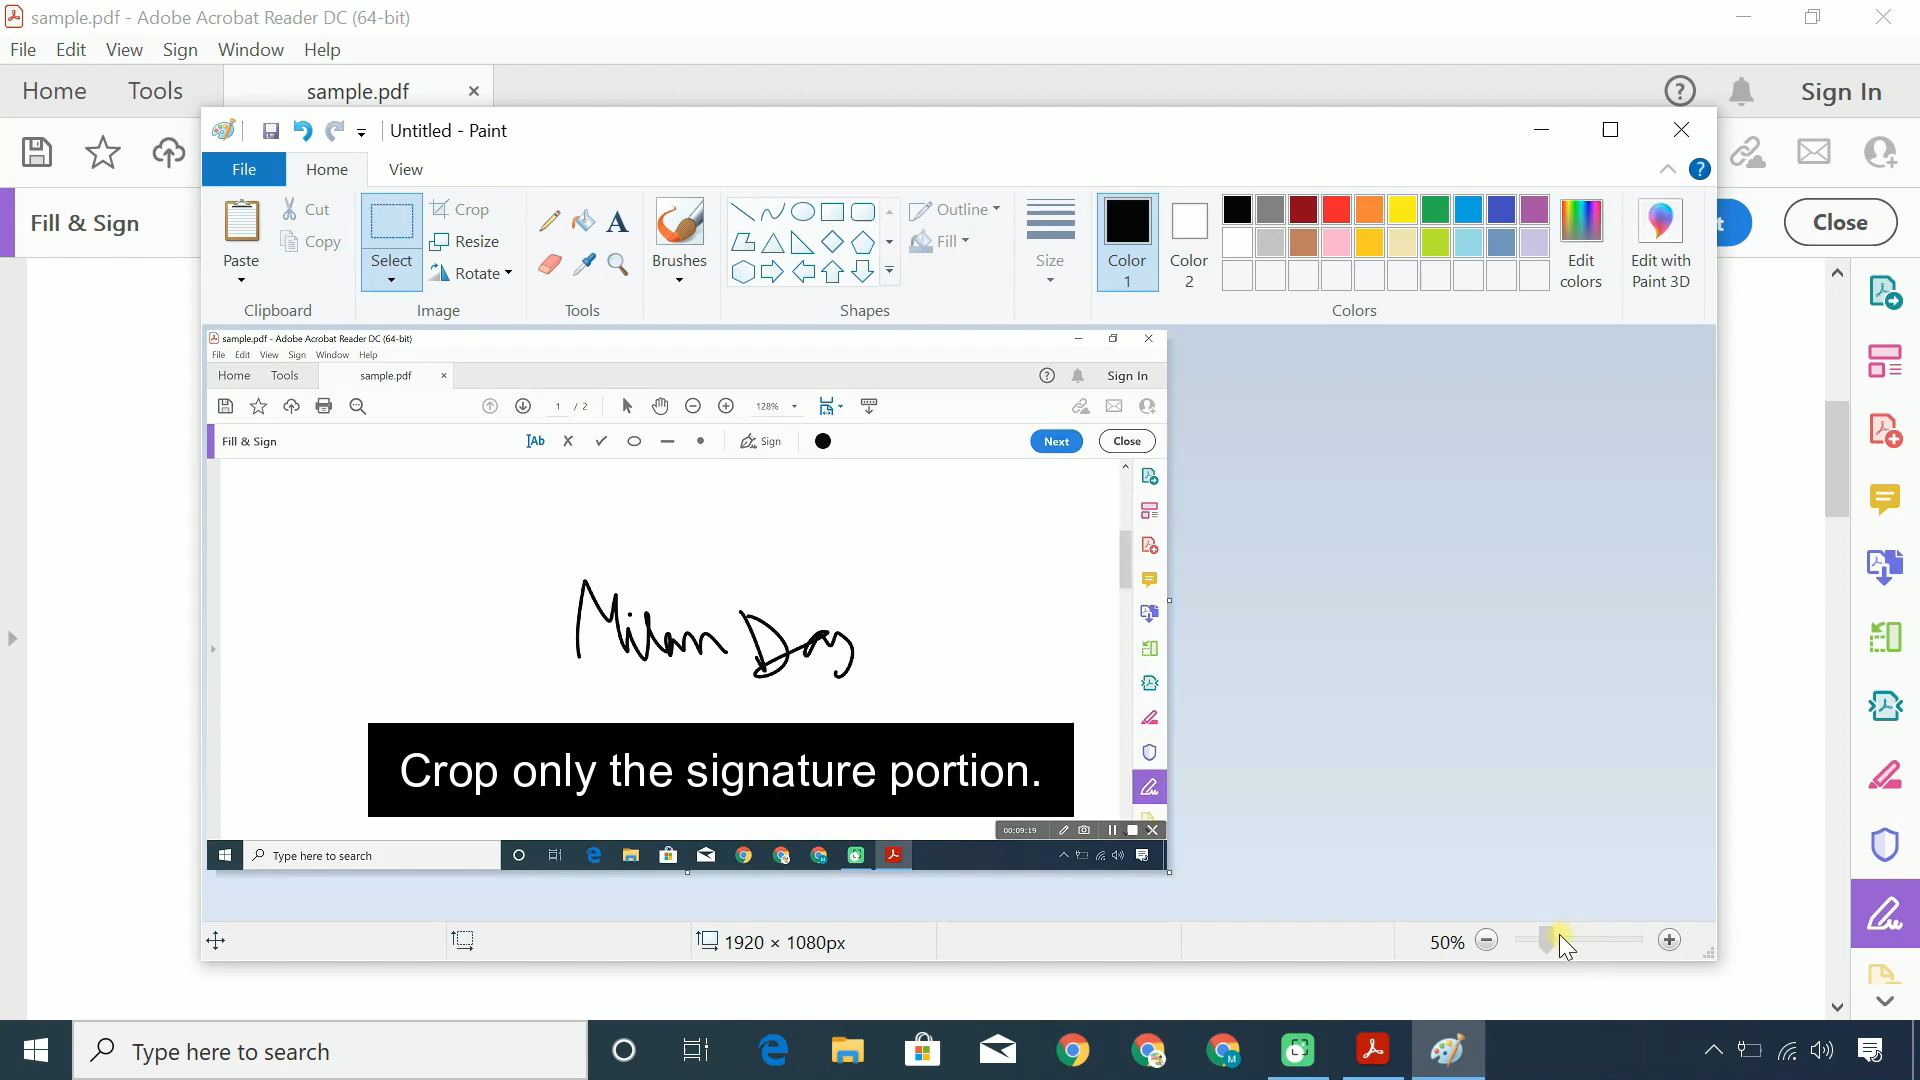 sample.pdf - Adobe Acrobat Reader DC (64-bit)
File Edit View Sign Window Help
Home Tools sample.pdf × ? Sign In
Untitled - Paint
File Home View
Fill & Sign
Close
Paste
Cut
Copy
Clipboard
Select
Crop
Resize
Rotate
Image
A
Tools
Brushes
Shapes
Outline
Fill
Size
Color 1
Color 2
Edit colors
Colors
Edit with Paint 3D
sample.pdf - Adobe Acrobat Reader DC (64-bit)
File Edit View Sign Window Help
Home Tools sample.pdf × ? Sign In
1 / 2 128%
Fill & Sign Ab Sign Next Close
Milan Das
Crop only the signature portion.
00:09:19
Type here to search
1920 × 1080px 50%
Type here to search